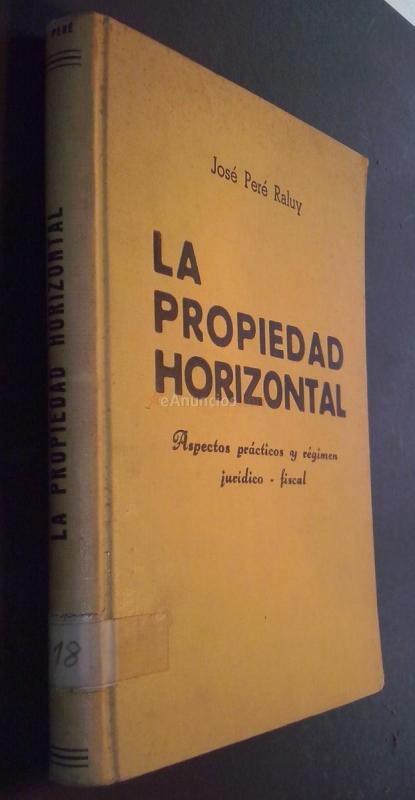 PERÉ
LA PROPIEDAD HORIZONTAL
18
José Peré Raluy
LA
PROPIEDAD
HORIZONTAL
eAnuncios
Aspectos prácticos y régimen
jurídico - fiscal